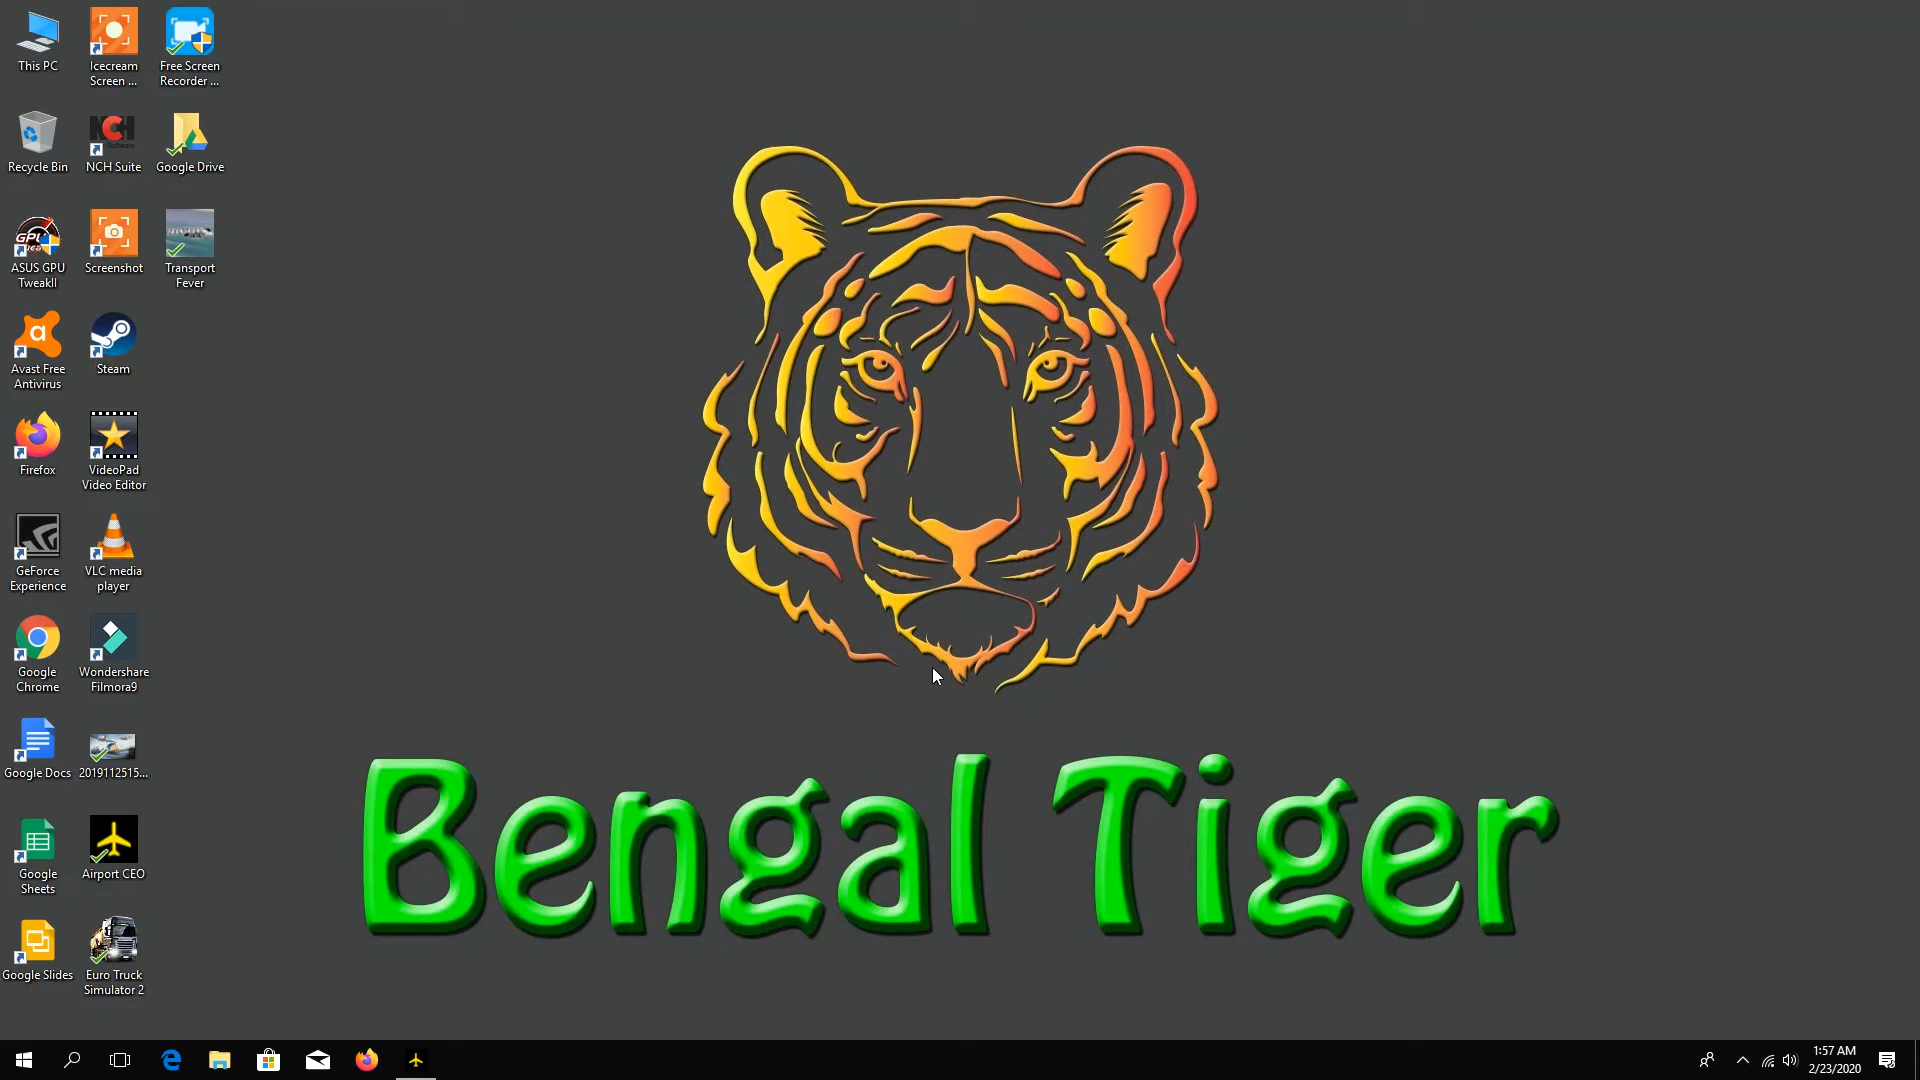 This PC
Icecream
Screen ...
Free Screen
Recorder ...
Recycle Bin
NCH
NCH Suite
Google Drive
GPU
ASUS GPU
TweakII
Screenshot
Transport
Fever
Avast Free
Antivirus
Steam
Firefox
VideoPad
Video Editor
GeForce
Experience
VLC media
player
Google
Chrome
Wondershare
Filmora9
Google Docs
2019112515...
Google
Sheets
Airport CEO
Google Slides
Euro Truck
Simulator 2
Bengal Tiger
1:57 AM
2/23/2020